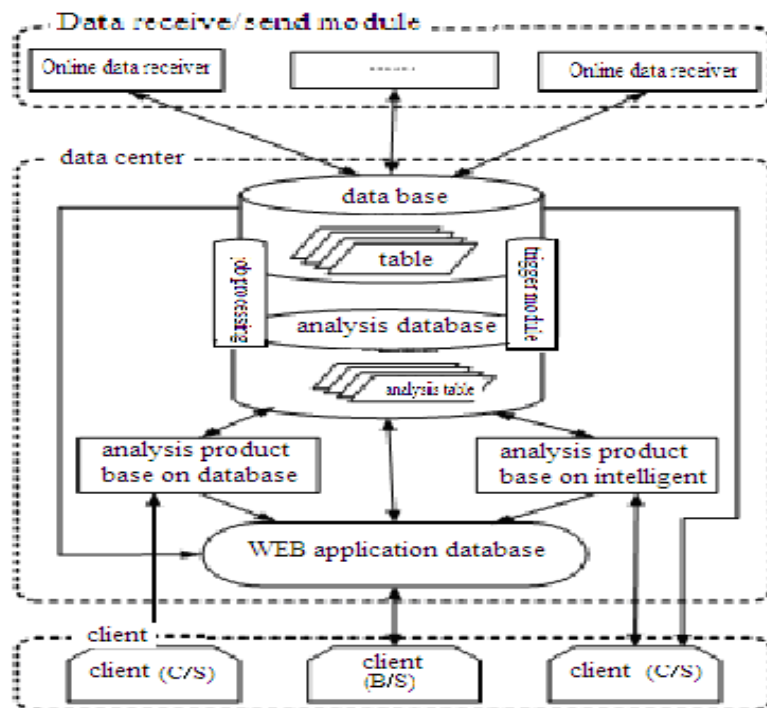 Data receive/send module
Online data receiver
......
Online data receiver
data center
data base
table
job processing
trigger module
analysis database
analysis table
analysis product
base on database
analysis product
base on intelligent
WEB application database
client
client (C/S)
client
(B/S)
client (C/S)